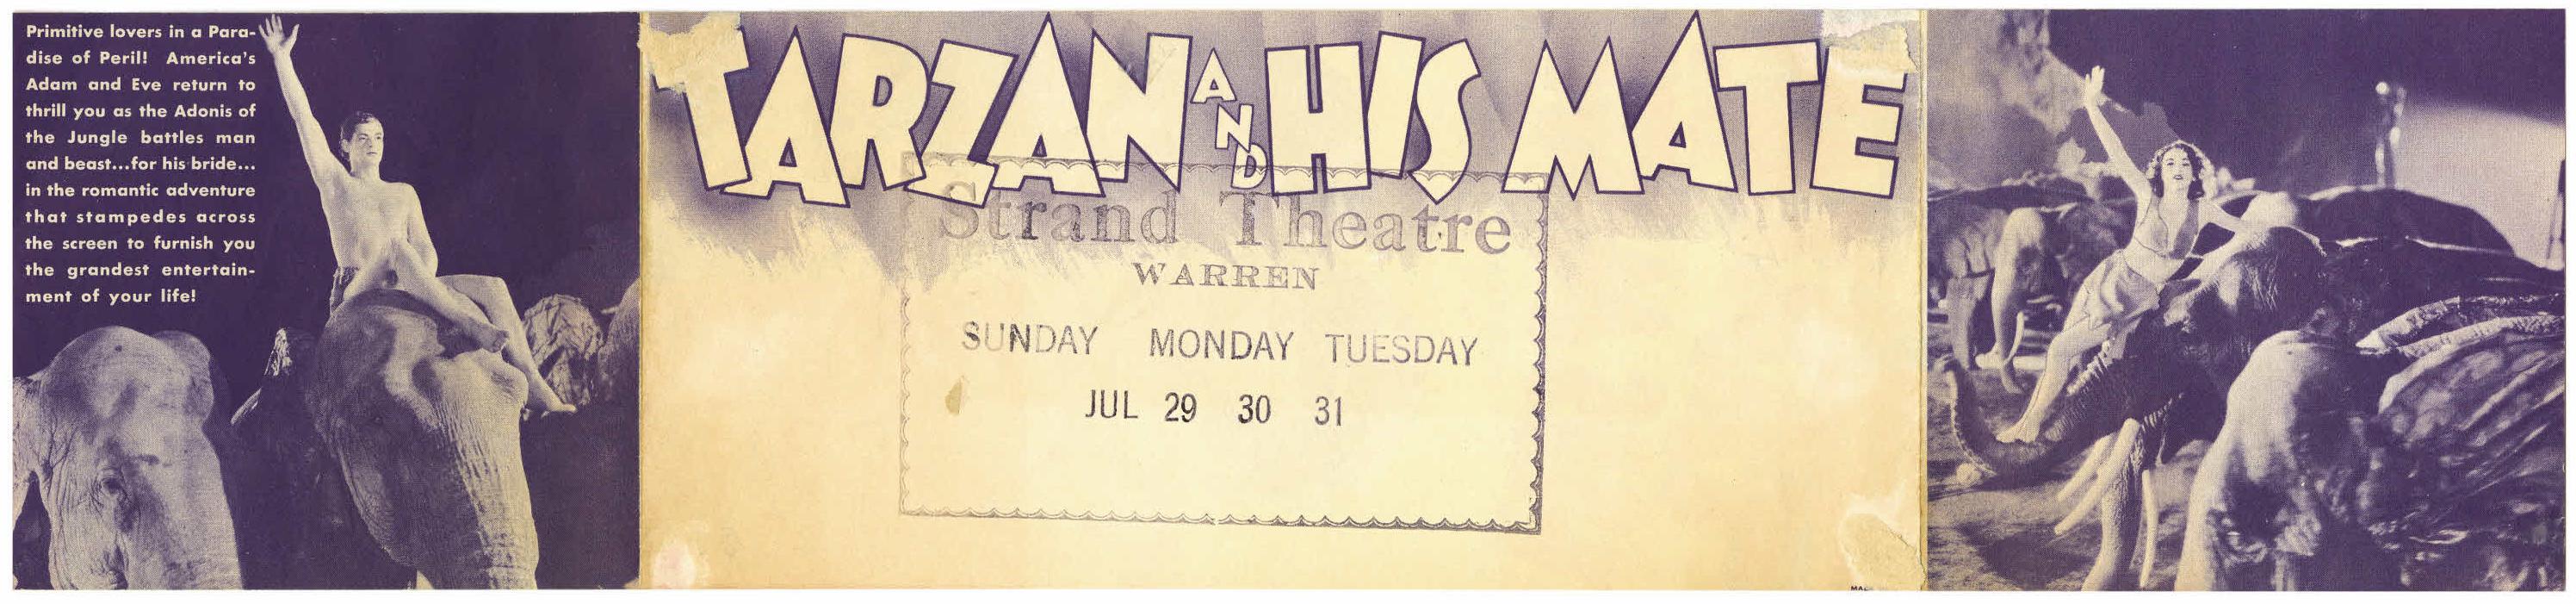 Primitive lovers in a Para-
dise of Peril! America's
Adam and Eve return to
thrill you as the Adonis of
the Jungle battles man
and beast...for his bride...
in the romantic adventure
that stampedes across
the screen to furnish you
the grandest entertain-
ment of your life!
TARZAN AND HIS MATE
Strand Theatre
WARREN
SUNDAY MONDAY TUESDAY
JUL 29 30 31